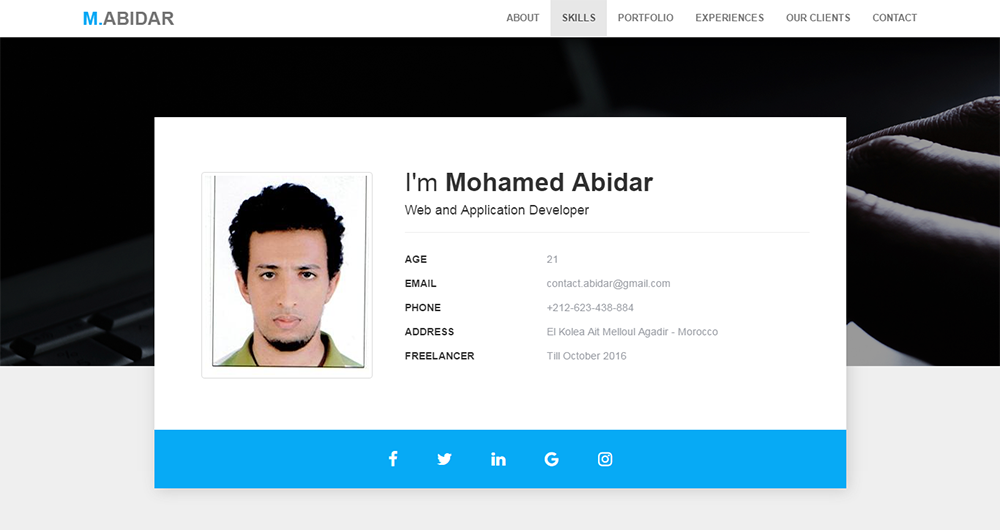 M.ABIDAR
ABOUT SKILLS PORTFOLIO EXPERIENCES OUR CLIENTS CONTACT
I'm Mohamed Abidar
Web and Application Developer
AGE 21
EMAIL contact.abidar@gmail.com
PHONE +212-623-438-884
ADDRESS El Kolea Ait Melloul Agadir - Morocco
FREELANCER Till October 2016